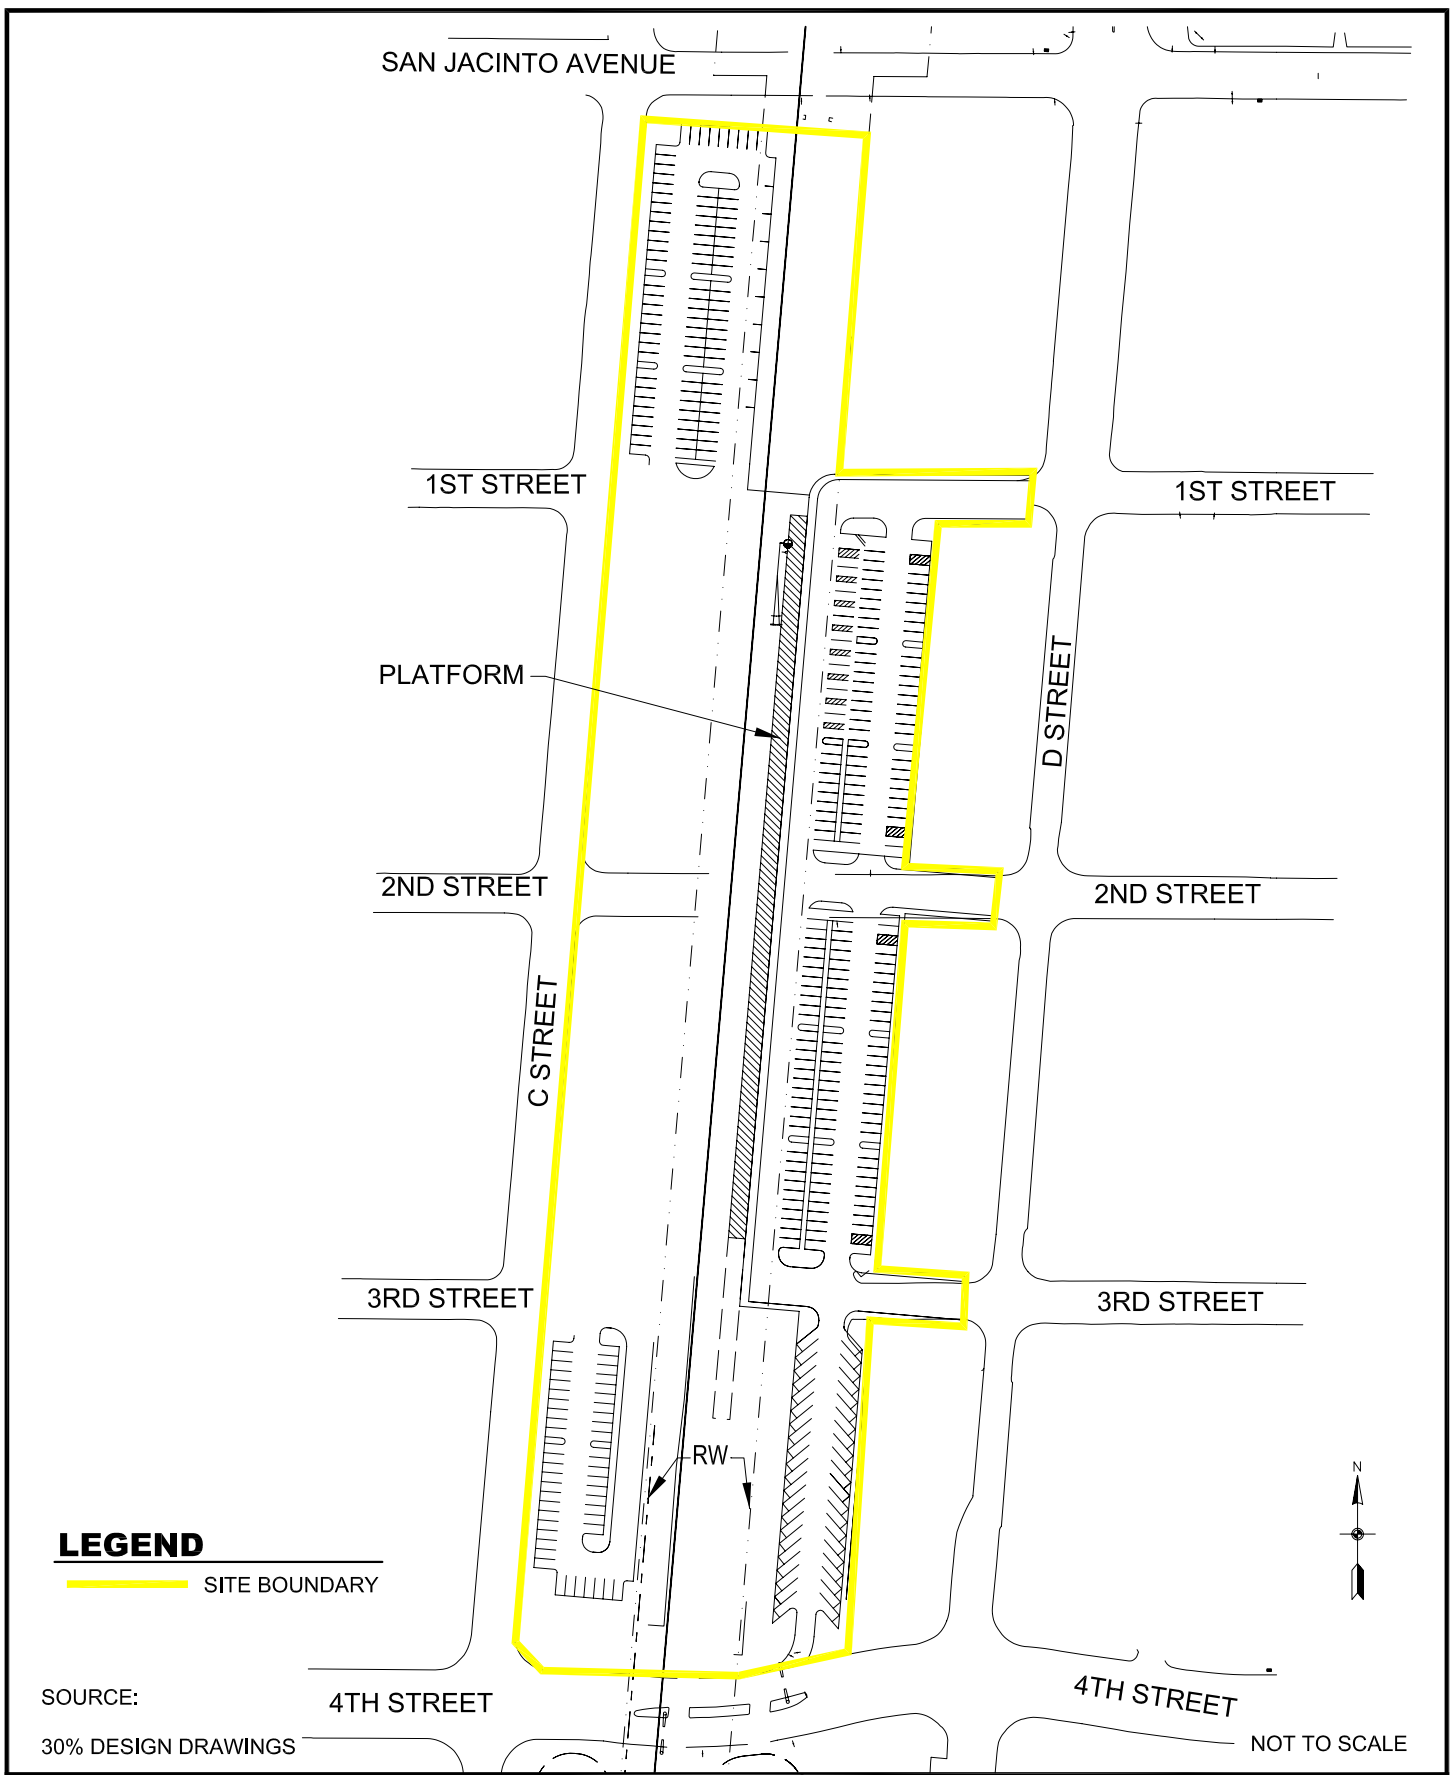 SAN JACINTO AVENUE
1ST STREET
1ST STREET
PLATFORM
D STREET
2ND STREET
2ND STREET
C STREET
3RD STREET
3RD STREET
RW
N
LEGEND
SITE BOUNDARY
SOURCE:
4TH STREET
4TH STREET
30% DESIGN DRAWINGS
NOT TO SCALE